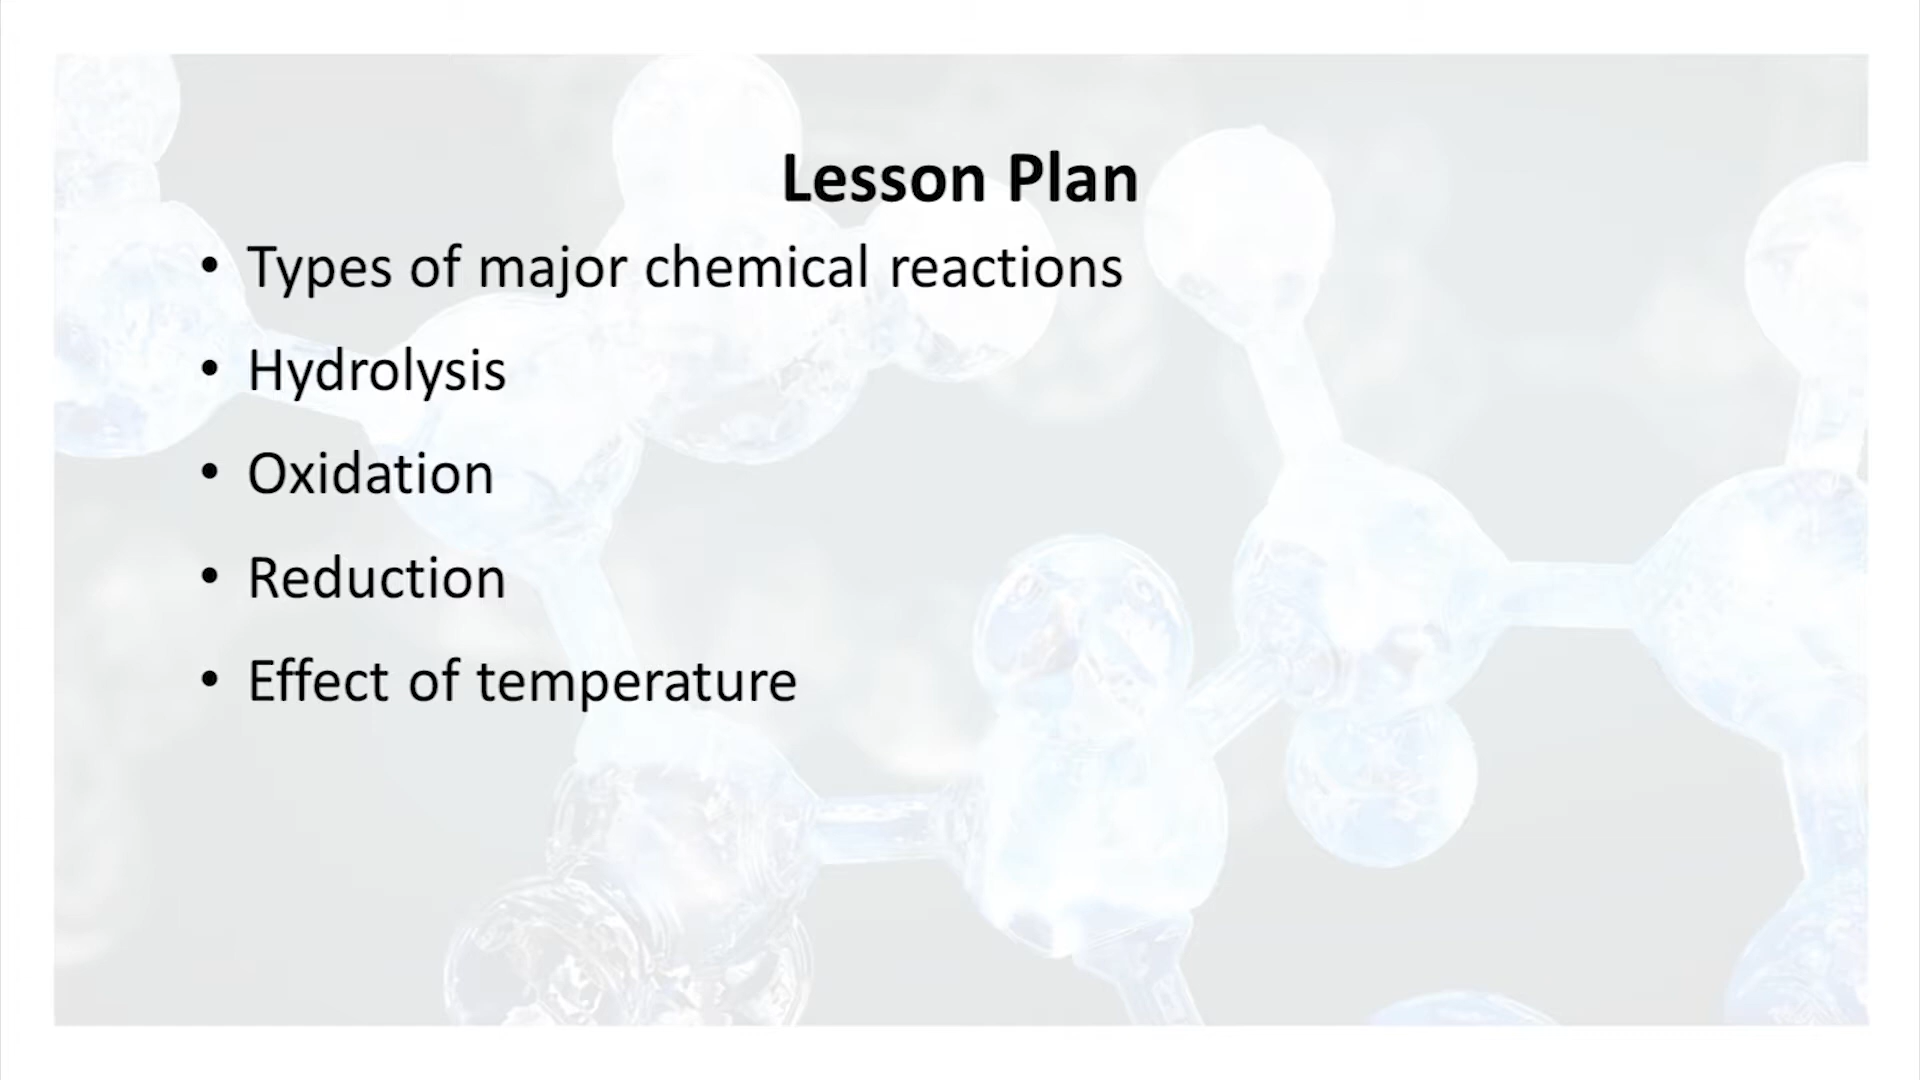 Lesson Plan
• Types of major chemical reactions
• Hydrolysis
• Oxidation
• Reduction
• Effect of temperature